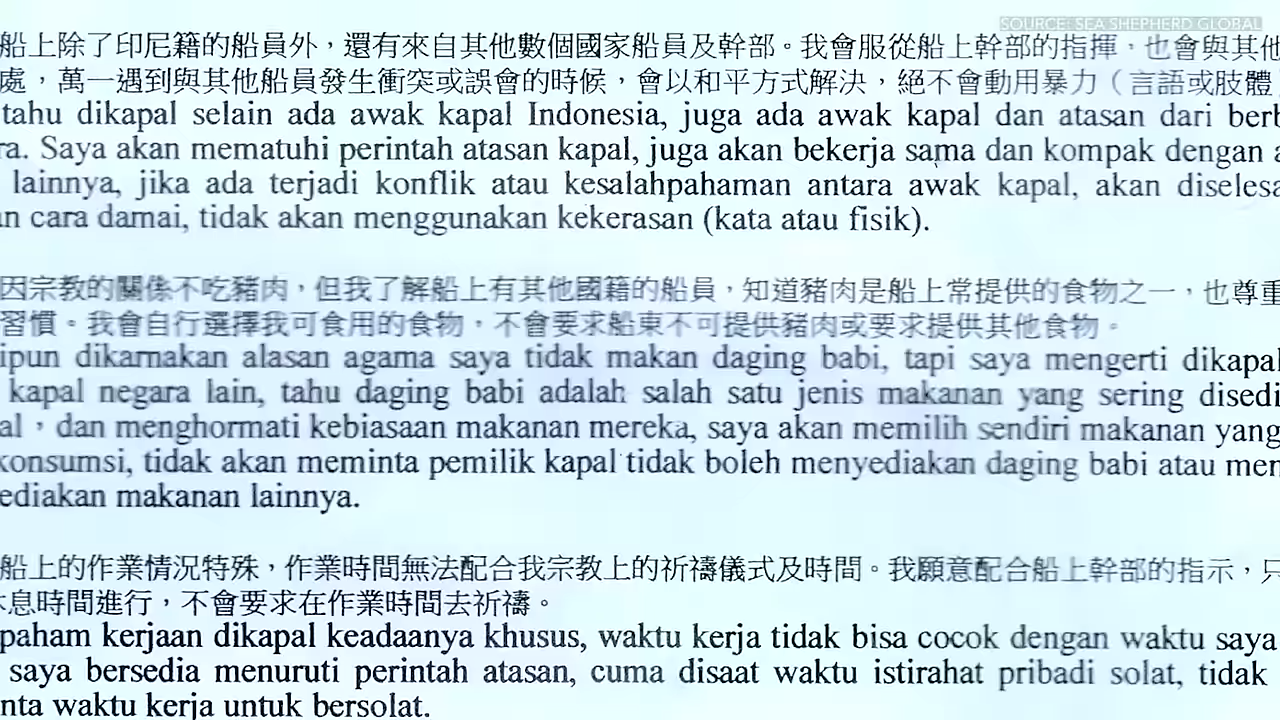 SOURCE: SEA SHEPHERD GLOBAL
船上除了印尼籍的船員外，還有來自其他數個國家船員及幹部。我會服從船上幹部的指揮，也會與其他
處，萬一遇到與其他船員發生衝突或誤會的時候，會以和平方式解決，絕不會動用暴力（言語或肢體
tahu dikapal selain ada awak kapal Indonesia, juga ada awak kapal dan atasan dari berb
ra. Saya akan mematuhi perintah atasan kapal, juga akan bekerja sama dan kompak dengan a
lainnya, jika ada terjadi konflik atau kesalahpahaman antara awak kapal, akan diselesa
an cara damai, tidak akan menggunakan kekerasan (kata atau fisik).
因宗教的關係不吃豬肉，但我了解船上有其他國籍的船員，知道豬肉是船上常提供的食物之一，也尊重
習慣。我會自行選擇我可食用的食物，不會要求船東不可提供豬肉或要求提供其他食物。
ipun dikarnakan alasan agama saya tidak makan daging babi, tapi saya mengerti dikapal
kapal negara lain, tahu daging babi adalah salah satu jenis makanan yang sering disedi
al，dan menghormati kebiasaan makanan mereka, saya akan memilih sendiri makanan yang
konsumsi, tidak akan meminta pemilik kapal tidak boleh menyediakan daging babi atau men
ediakan makanan lainnya.
船上的作業情況特殊，作業時間無法配合我宗教上的祈禱儀式及時間。我願意配合船上幹部的指示，只
休息時間進行，不會要求在作業時間去祈禱。
paham kerjaan dikapal keadaanya khusus, waktu kerja tidak bisa cocok dengan waktu saya
saya bersedia menuruti perintah atasan, cuma disaat waktu istirahat pribadi solat, tidak
nta waktu kerja untuk bersolat.